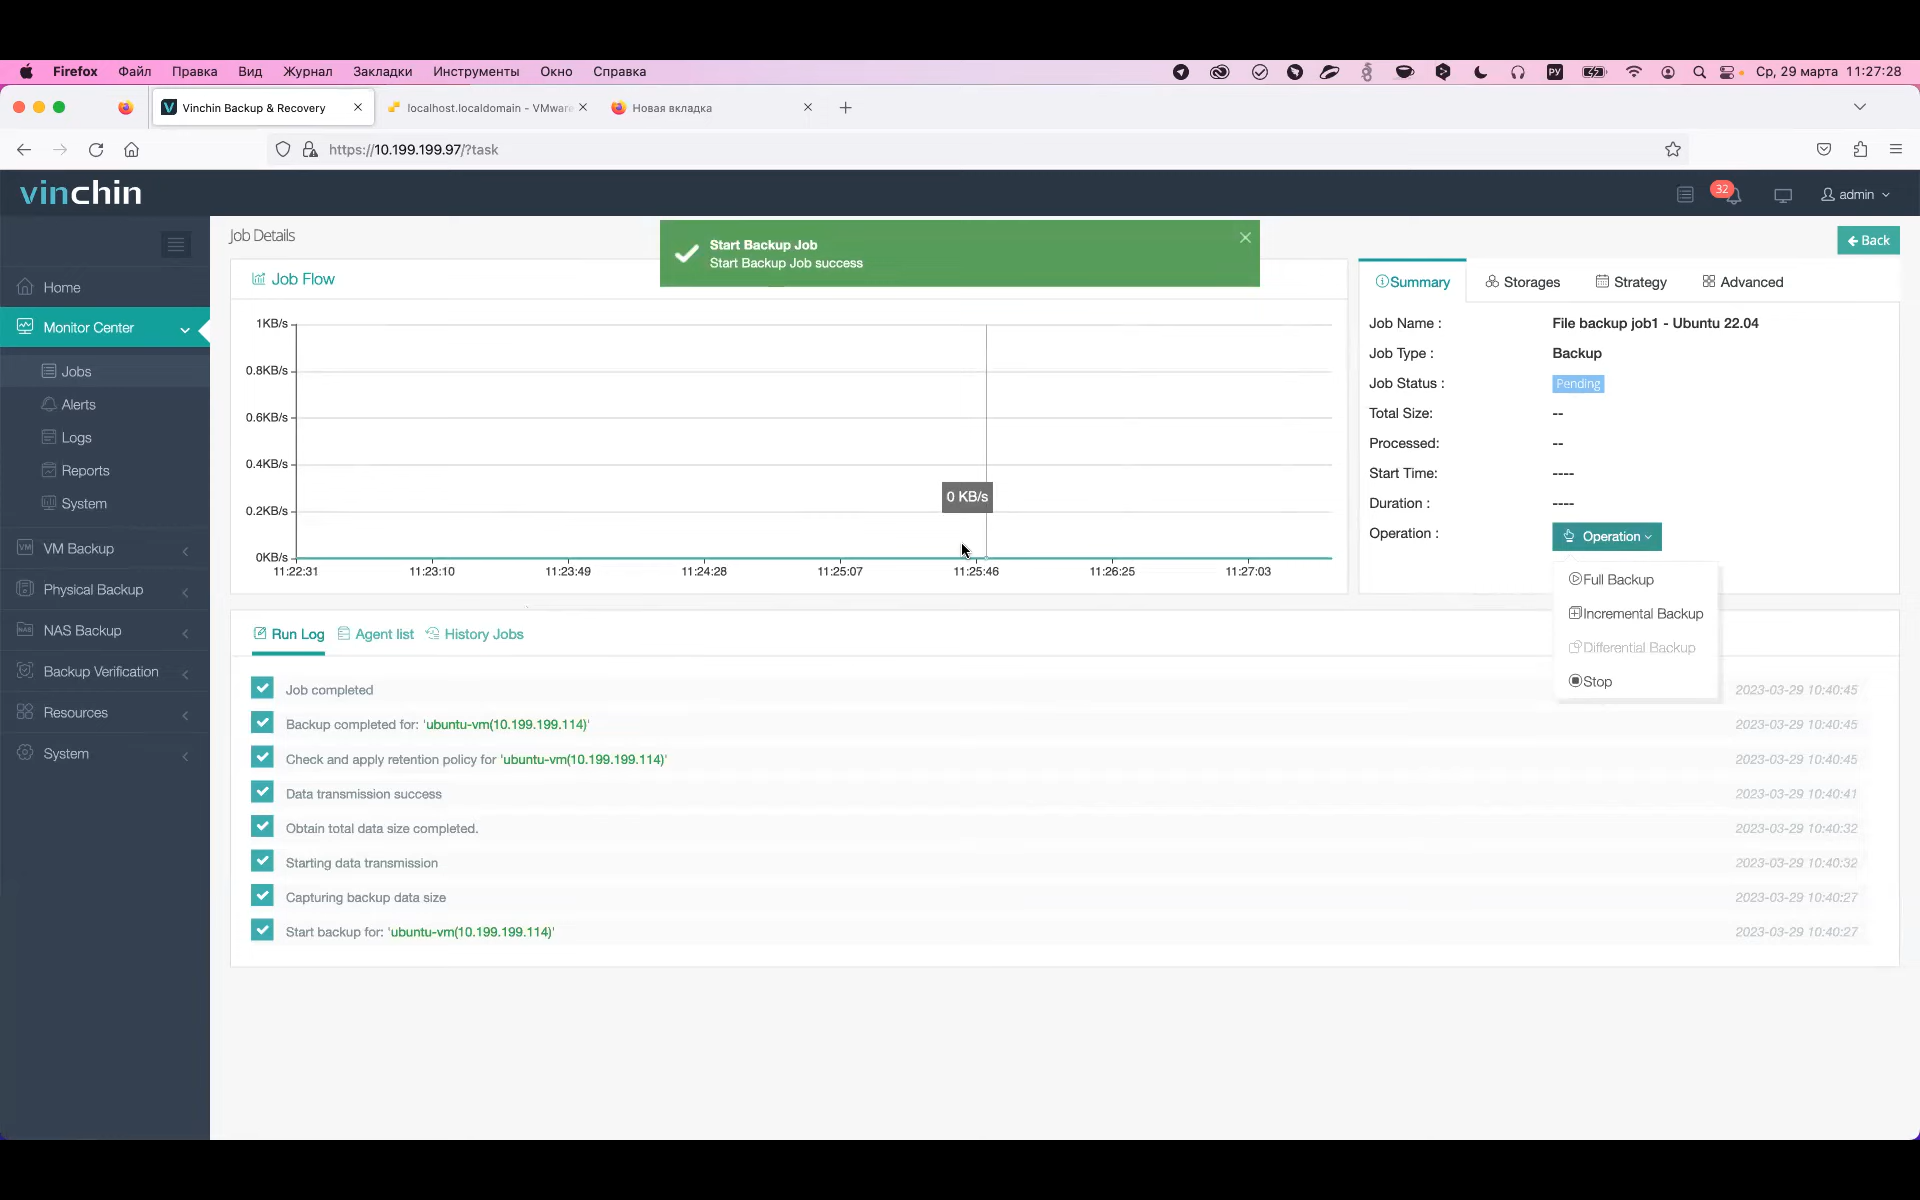 Firefox Файл Правка Вид Журнал Закладки Инструменты Окно Справка РУ Ср, 29 марта 11:27:28
Vinchin Backup & Recovery
localhost.localdomain - VMware
Новая вкладка
https://10.199.199.97/?task
vinchin
32
admin
Home
Monitor Center
Jobs
Alerts
Logs
Reports
System
VM Backup
Physical Backup
NAS Backup
Backup Verification
Resources
System
Job Details
Start Backup Job
Start Backup Job success
Back
Job Flow
1KB/s
0.8KB/s
0.6KB/s
0.4KB/s
0.2KB/s
0KB/s
0 KB/s
11:22:31 11:23:10 11:23:49 11:24:28 11:25:07 11:25:46 11:26:25 11:27:03
Summary Storages Strategy Advanced
Job Name : File backup job1 - Ubuntu 22.04
Job Type : Backup
Job Status : Pending
Total Size: --
Processed: --
Start Time: ----
Duration : ----
Operation : Operation
Full Backup
Incremental Backup
Differential Backup
Stop
Run Log Agent list History Jobs
Job completed 2023-03-29 10:40:45
Backup completed for: 'ubuntu-vm(10.199.199.114)' 2023-03-29 10:40:45
Check and apply retention policy for 'ubuntu-vm(10.199.199.114)' 2023-03-29 10:40:45
Data transmission success 2023-03-29 10:40:41
Obtain total data size completed. 2023-03-29 10:40:32
Starting data transmission 2023-03-29 10:40:32
Capturing backup data size 2023-03-29 10:40:27
Start backup for: 'ubuntu-vm(10.199.199.114)' 2023-03-29 10:40:27